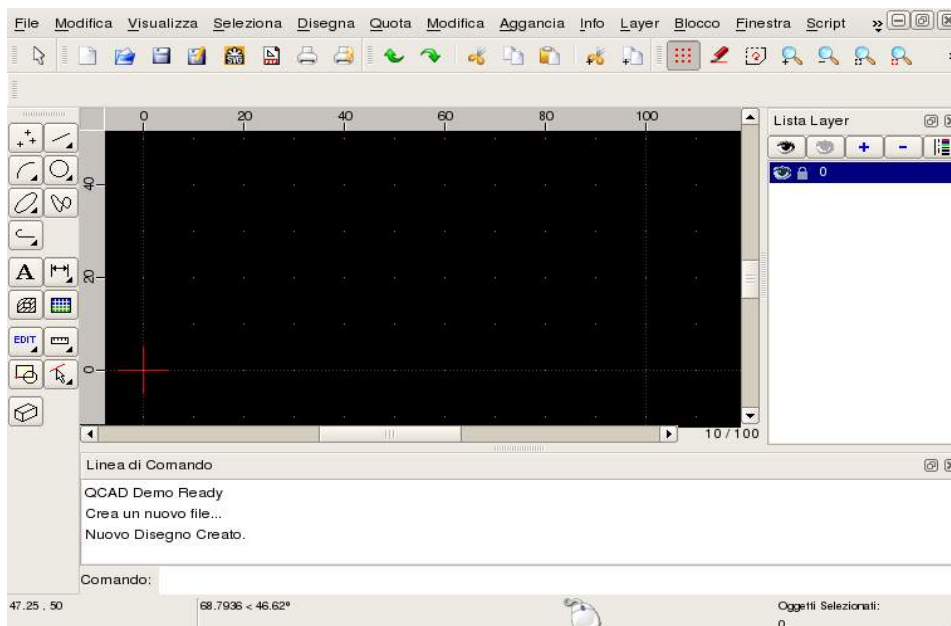 File Modifica Visualizza Seleziona Disegna Quota Modifica Aggancia Info Layer Blocco Finestra Script »
SVG
0 20 40 60 80 100
40
20
0
A
EDIT
10 / 100
Lista Layer
+ -
0
Linea di Comando
QCAD Demo Ready
Crea un nuovo file...
Nuovo Disegno Creato.
Comando:
47.25 , 50
68.7936 < 46.62°
Oggetti Selezionati:
0